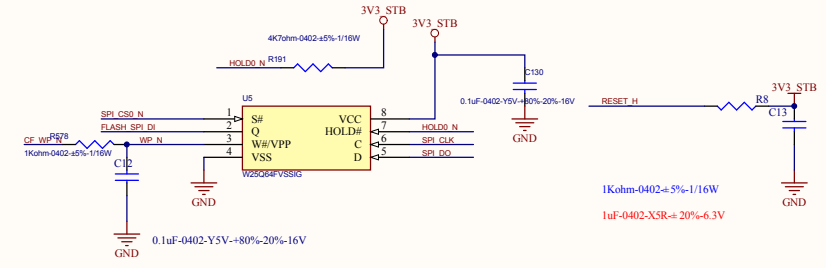 3V3_STB
3V3_STB
4K7ohm-0402-±5%-1/16W
HOLD0_N
R191
C130
0.1uF-0402-Y5V-+80%-20%-16V
GND
U5
SPI_CS0_N 1 S# VCC 8
FLASH_SPI_DI 2 Q HOLD# 7 HOLD0_N
CF_WP_N R578 WP_N 3 W#/VPP C 6 SPI_CLK
4 VSS D 5 SPI_DO
1Kohm-0402-±5%-1/16W
W25Q64FVSSIG
C12
GND
GND
0.1uF-0402-Y5V-+80%-20%-16V
3V3_STB
RESET_H
R8
C13
GND
1Kohm-0402-±5%-1/16W
1uF-0402-X5R-±20%-6.3V